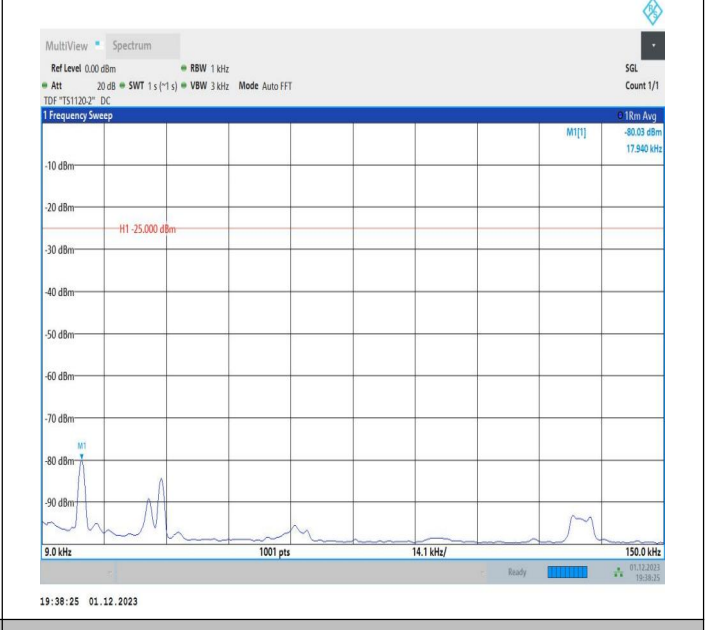 MultiView Spectrum
Ref Level 0.00 dBm RBW 1 kHz SGL
Att 20 dB SWT 1 s (~1 s) VBW 3 kHz Mode Auto FFT Count 1/1
TDF "TS1120-2" DC
1 Frequency Sweep 1Rm Avg
M1[1] -80.03 dBm
17.940 kHz
-10 dBm
-20 dBm
H1 -25.000 dBm
-30 dBm
-40 dBm
-50 dBm
-60 dBm
-70 dBm
M1
-80 dBm
-90 dBm
9.0 kHz 1001 pts 14.1 kHz/ 150.0 kHz
Ready 01.12.2023
19:38:25
19:38:25 01.12.2023